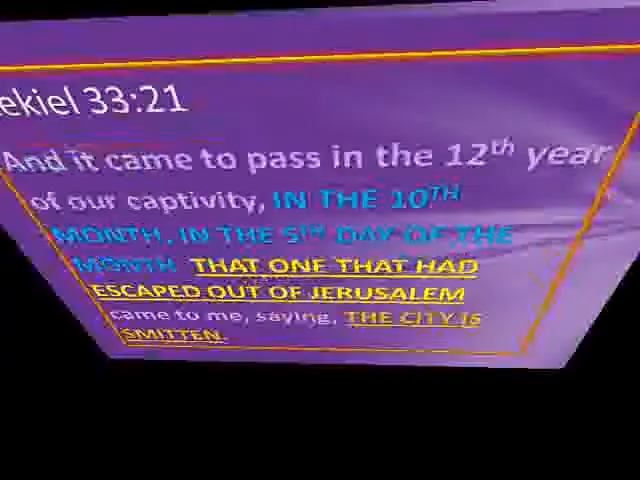 ekiel 33:21
And it came to pass in the 12th year
of our captivity, IN THE 10TH
MONTH, IN THE 5TH DAY OF THE
MONTH THAT ONE THAT HAD
ESCAPED OUT OF JERUSALEM
came to me, saying, THE CITY IS
SMITTEN.